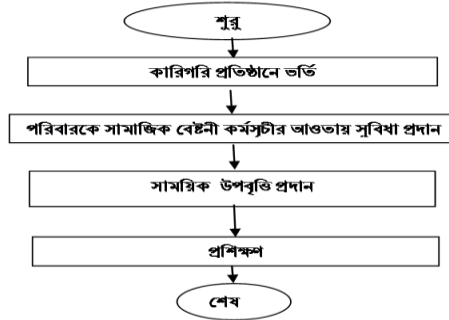 শুরু
কারিগরি প্রতিষ্ঠানে ভর্তি
পরিবারকে সামাজিক বেষ্টনী কর্মসূচীর আওতায় সুবিধা প্রদান
সাময়িক উপবৃত্তি প্রদান
প্রশিক্ষণ
শেষ